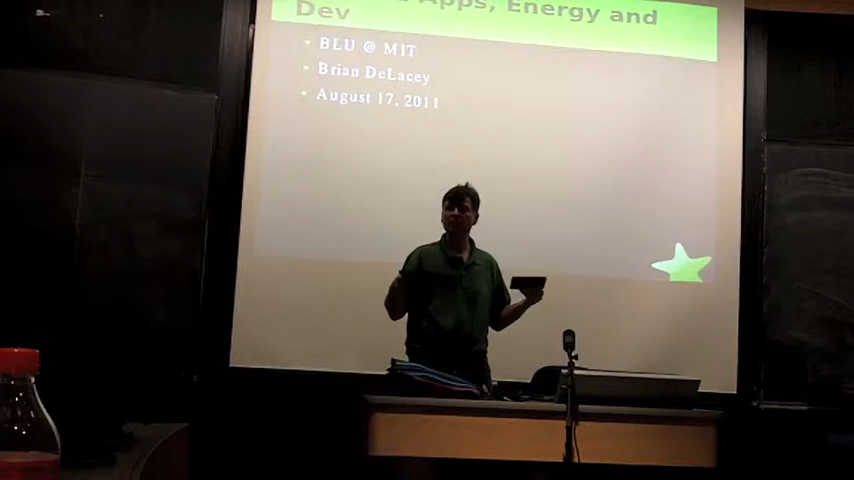 Apps, Energy and
Dev
BLU @ MIT
Brian DeLacey
August 17, 2011